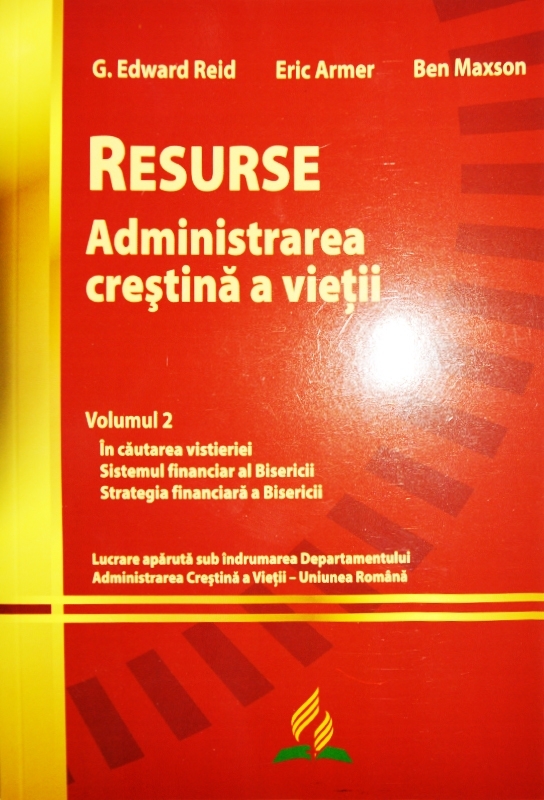 G. Edward Reid Eric Armer Ben Maxson
RESURSE
Administrarea
creştină a vieţii
Volumul 2
În căutarea vistieriei
Sistemul financiar al Bisericii
Strategia financiară a Bisericii
Lucrare apărută sub îndrumarea Departamentului
Administrarea Creştină a Vieţii – Uniunea Română